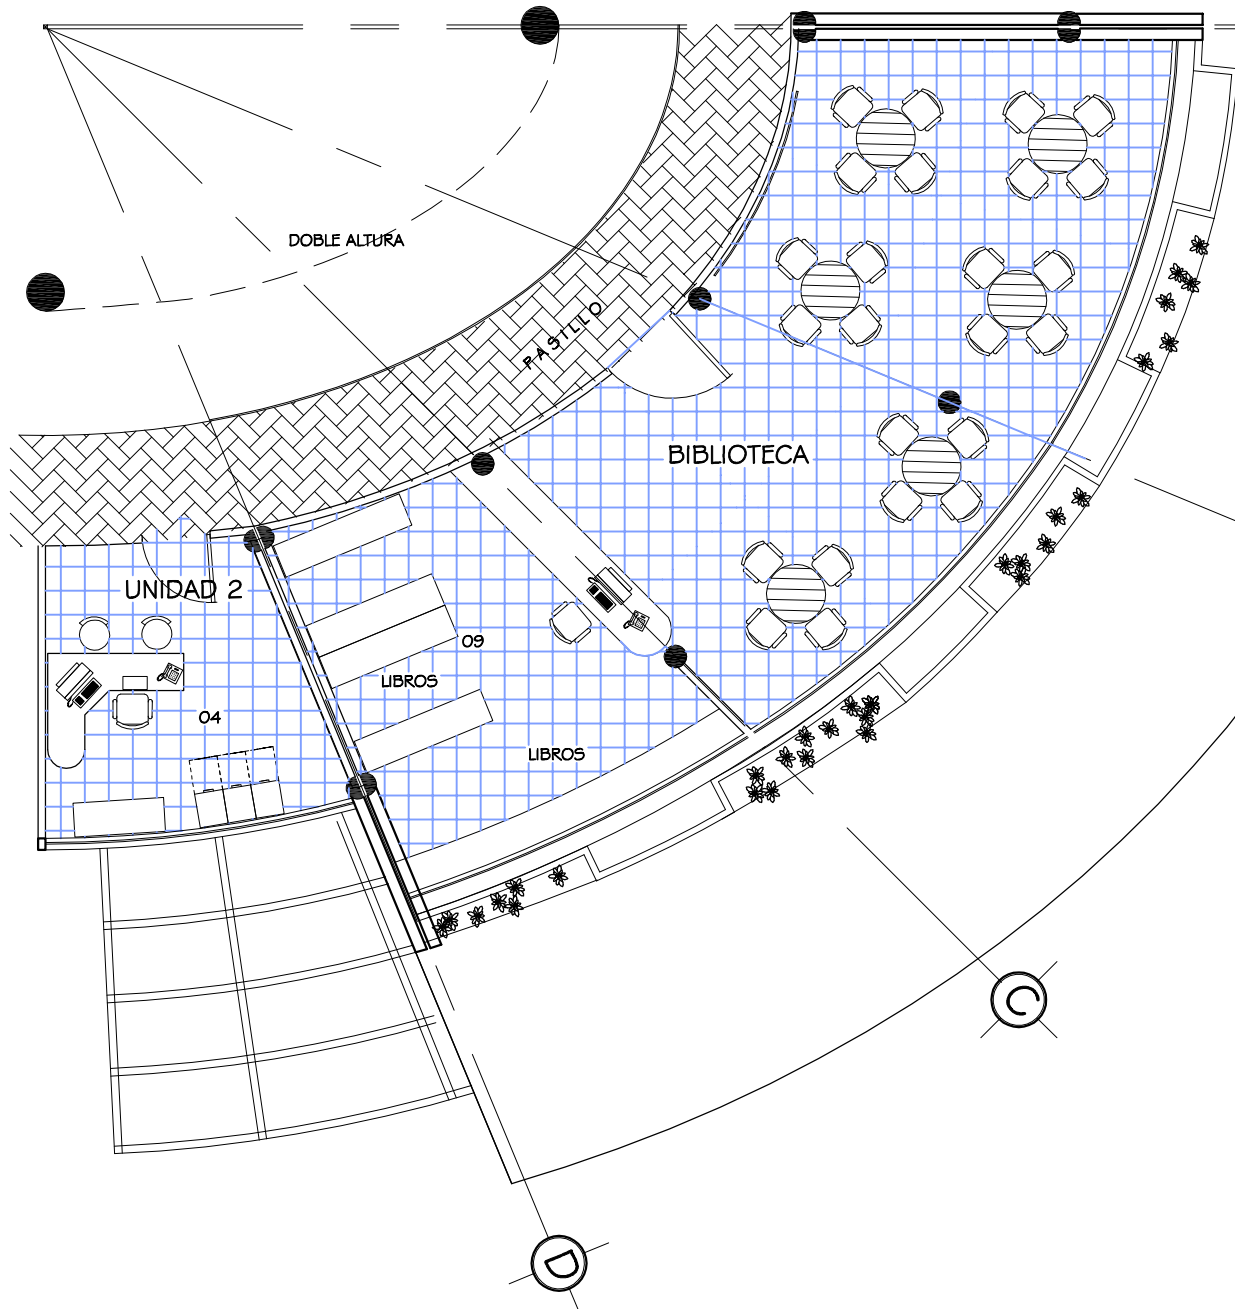 DOBLE ALTURA
PASILLO
BIBLIOTECA
UNIDAD 2
09
LIBROS
04
LIBROS
C
D